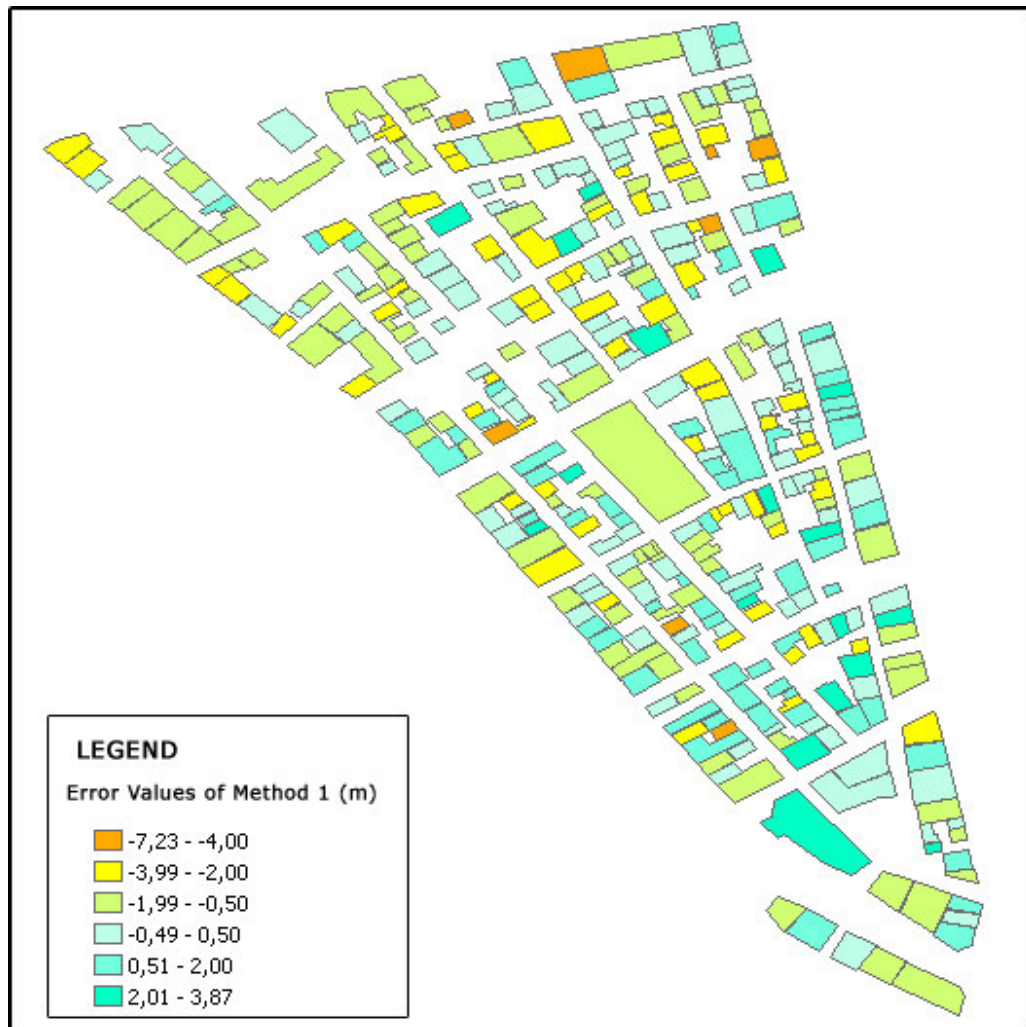 LEGEND
Error Values of Method 1 (m)
-7,23 - -4,00
-3,99 - -2,00
-1,99 - -0,50
-0,49 - 0,50
0,51 - 2,00
2,01 - 3,87